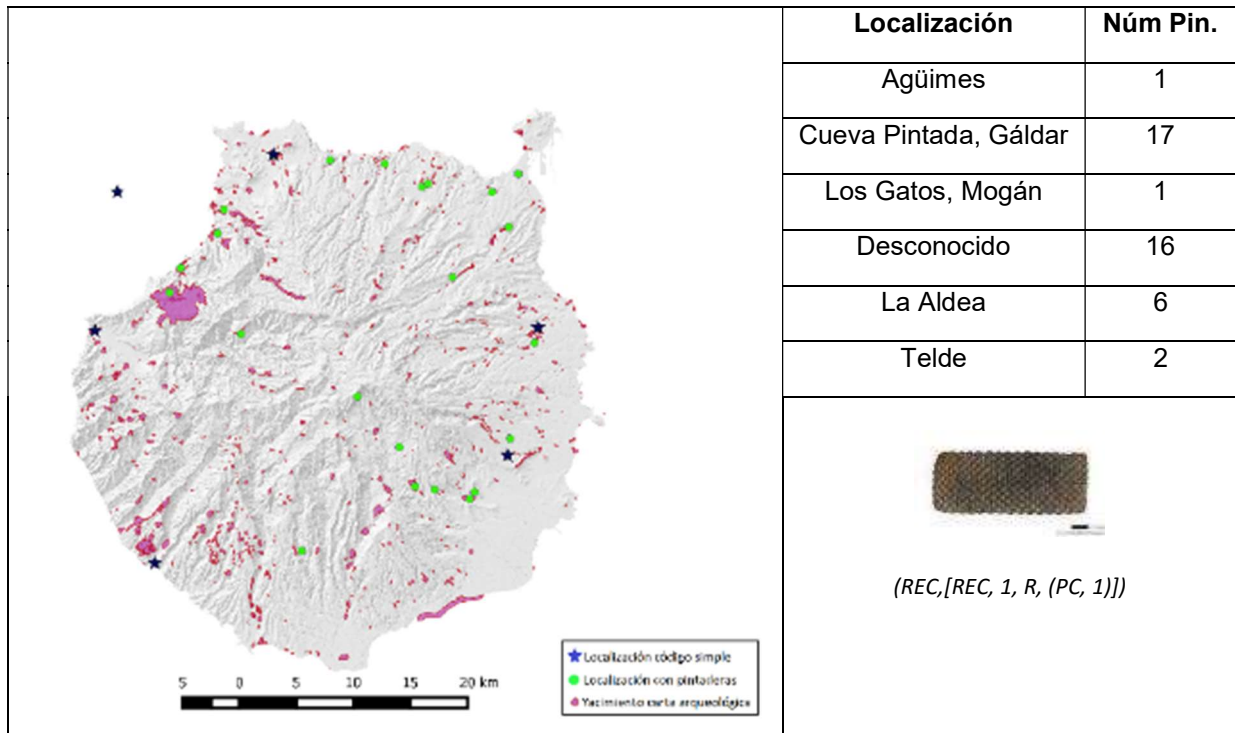 Localización Núm Pin.
Agüimes 1
Cueva Pintada, Gáldar 17
Los Gatos, Mogán 1
Desconocido 16
La Aldea 6
Telde 2
(REC,[REC, 1, R, (PC, 1)])
Localización código simple
Localización con pintaderas
Yacimiento carta arqueológica
5 0 5 10 15 20 km